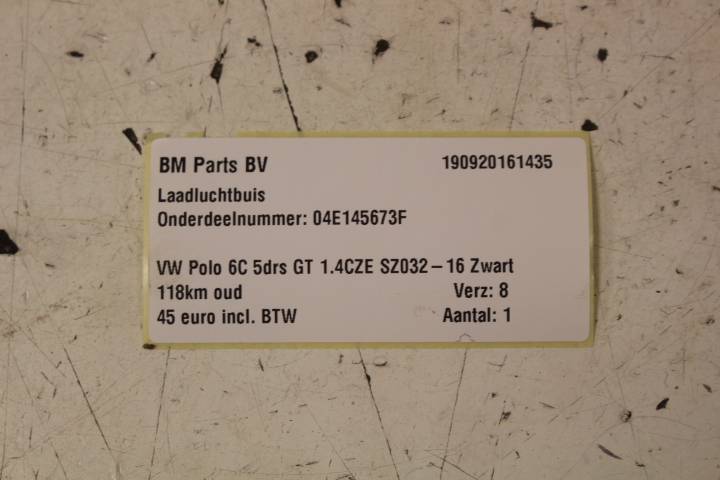 BM Parts BV 190920161435
Laadluchtbuis
Onderdeelnummer: 04E145673F
VW Polo 6C 5drs GT 1.4CZE SZ032 – 16 Zwart
118km oud Verz: 8
45 euro incl. BTW Aantal: 1